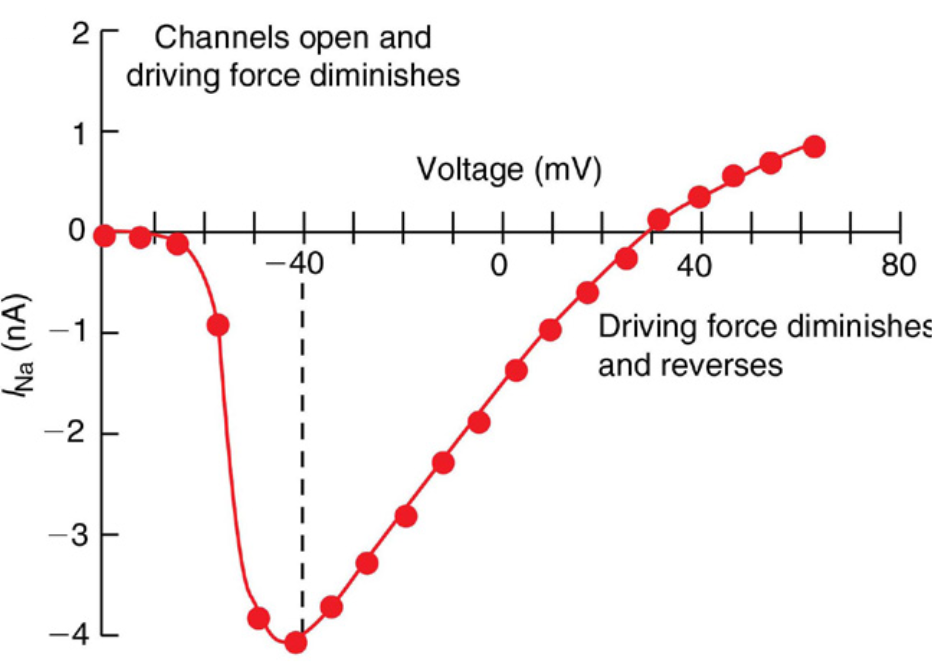 2
Channels open and
driving force diminishes
1
Voltage (mV)
0
−40
0
40
80
−1
Driving force diminishes
and reverses
I Na (nA)
−2
−3
−4